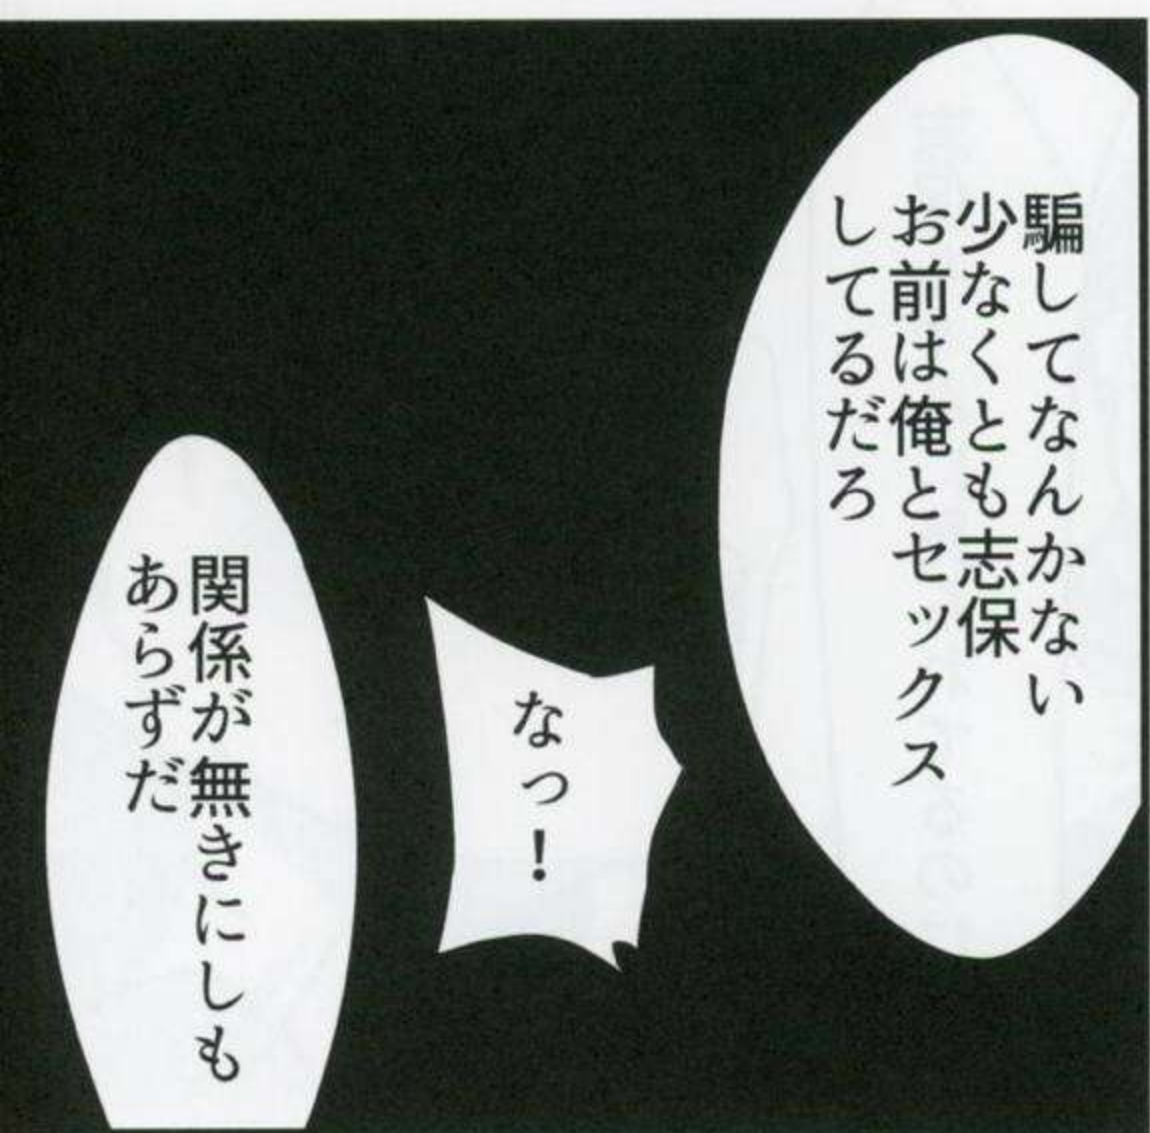 騙してなんかない
少なくとも志保
お前は俺とセックス
してるだろ
なっ！
関係が無きにしも
あらずだ